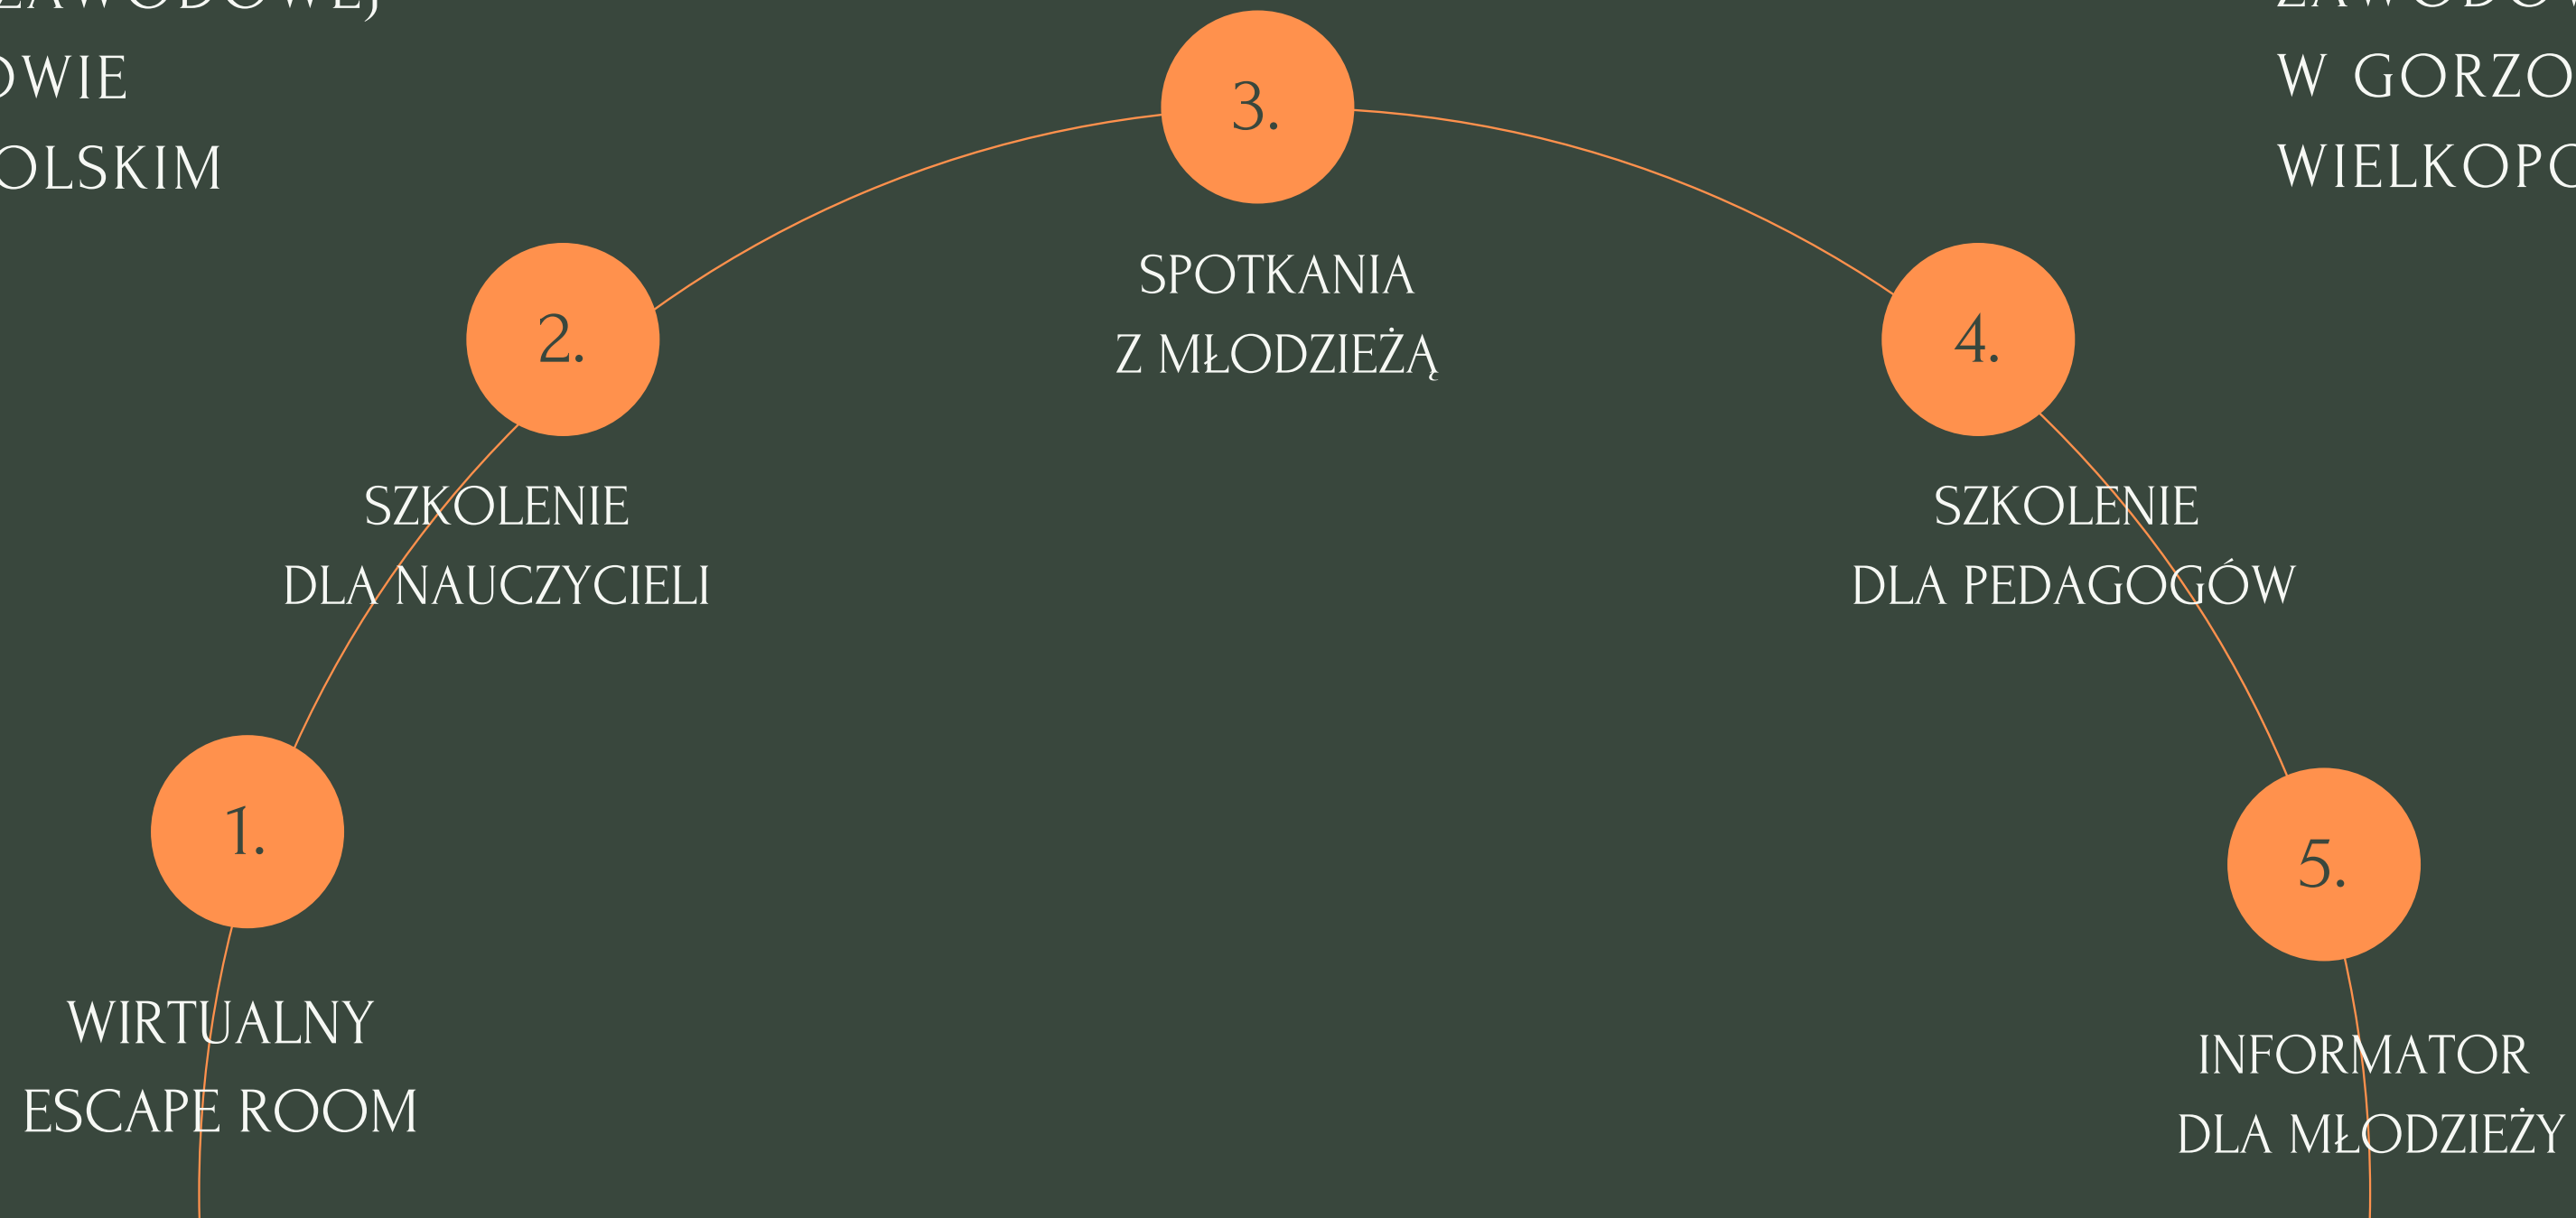 OWIE
OLSKIM
W GORZO
WIELKOPO
3.
SPOTKANIA
Z MŁODZIEŻĄ
2.
SZKOLENIE
DLA NAUCZYCIELI
4.
SZKOLENIE
DLA PEDAGOGÓW
1.
WIRTUALNY
ESCAPE ROOM
5.
INFORMATOR
DLA MŁODZIEŻY